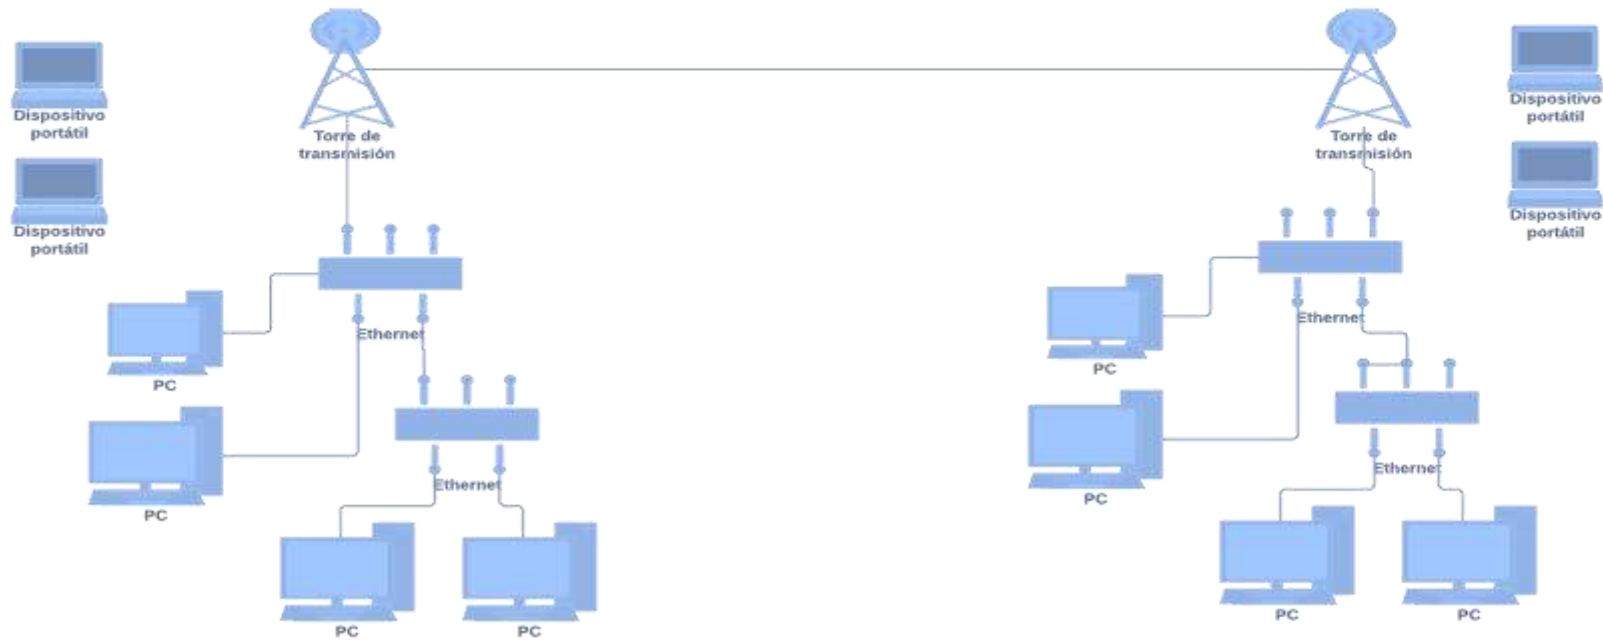 Dispositivo
portátil
Dispositivo
portátil
Torre de
transmisión
Torre de
transmisión
Dispositivo
portátil
Dispositivo
portátil
Ethernet
PC
PC
Ethernet
PC
PC
Ethernet
PC
PC
Ethernet
PC
PC